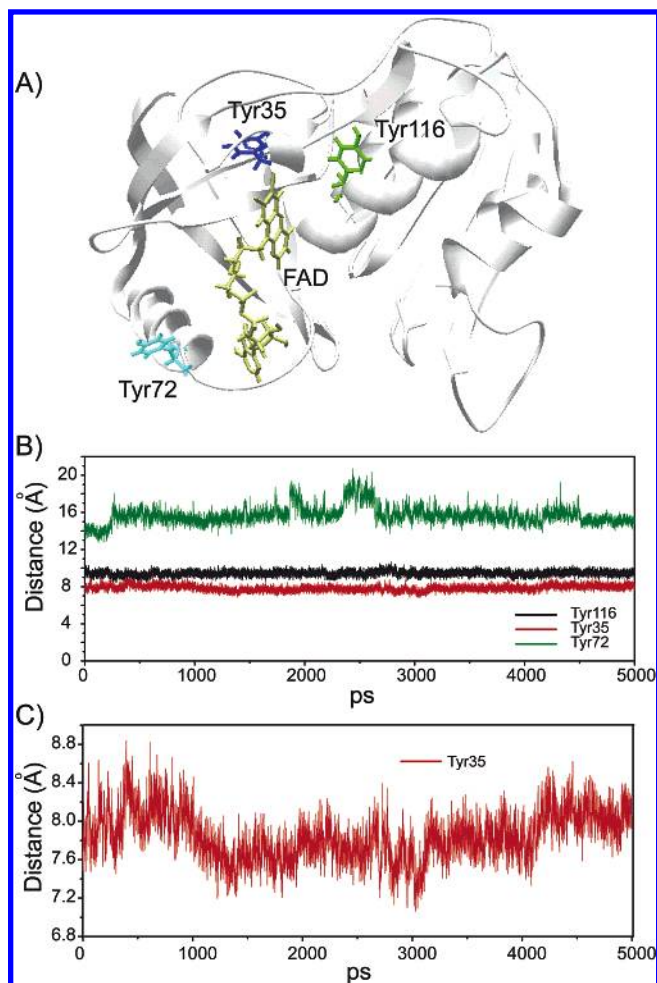 A)
Tyr35
Tyr116
FAD
Tyr72
B)
Distance (Å)
20
16
12
8
4
0
Tyr116
Tyr35
Tyr72
0 1000 2000 3000 4000 5000
ps
C)
Distance (Å)
8.8
8.4
8.0
7.6
7.2
6.8
Tyr35
0 1000 2000 3000 4000 5000
ps